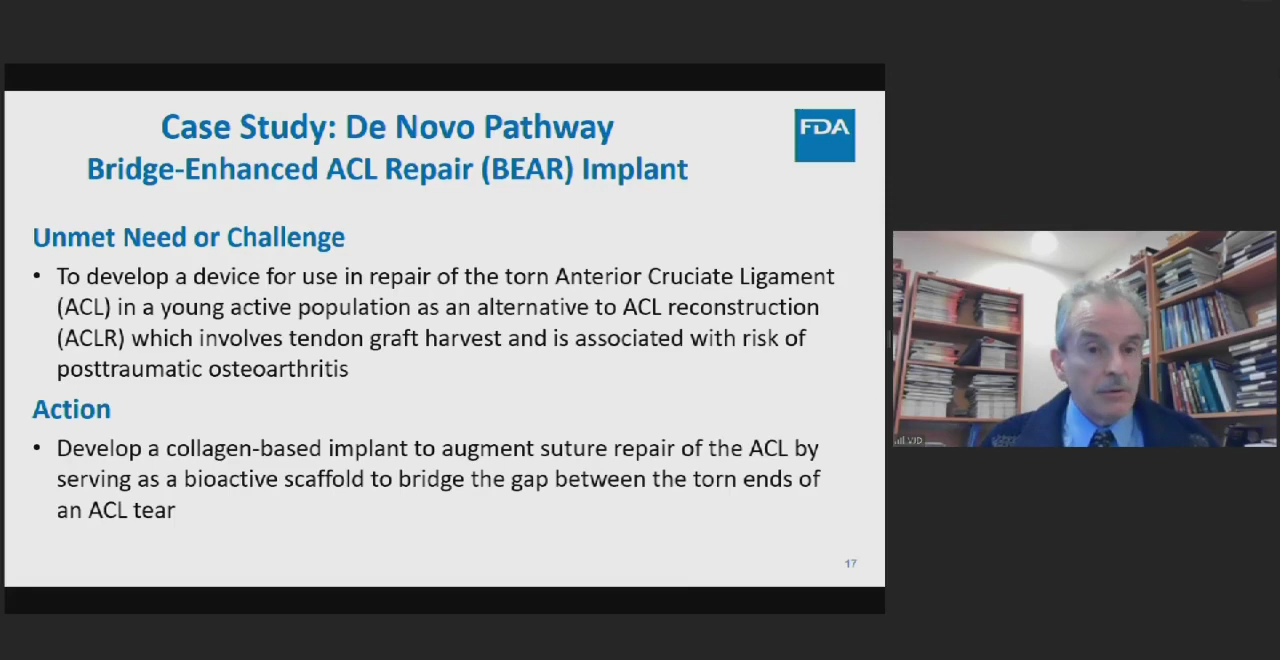 Case Study: De Novo Pathway
Bridge-Enhanced ACL Repair (BEAR) Implant
FDA
Unmet Need or Challenge
• To develop a device for use in repair of the torn Anterior Cruciate Ligament
(ACL) in a young active population as an alternative to ACL reconstruction
(ACLR) which involves tendon graft harvest and is associated with risk of
posttraumatic osteoarthritis
Action
• Develop a collagen-based implant to augment suture repair of the ACL by
serving as a bioactive scaffold to bridge the gap between the torn ends of
an ACL tear
17